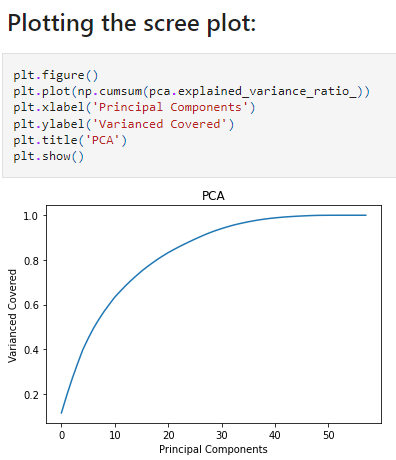 Plotting the scree plot:
plt.figure()
plt.plot(np.cumsum(pca.explained_variance_ratio_))
plt.xlabel('Principal Components')
plt.ylabel('Varianced Covered')
plt.title('PCA')
plt.show()
PCA
1.0
0.8
0.6
0.4
0.2
Varianced Covered
0 10 20 30 40 50
Principal Components